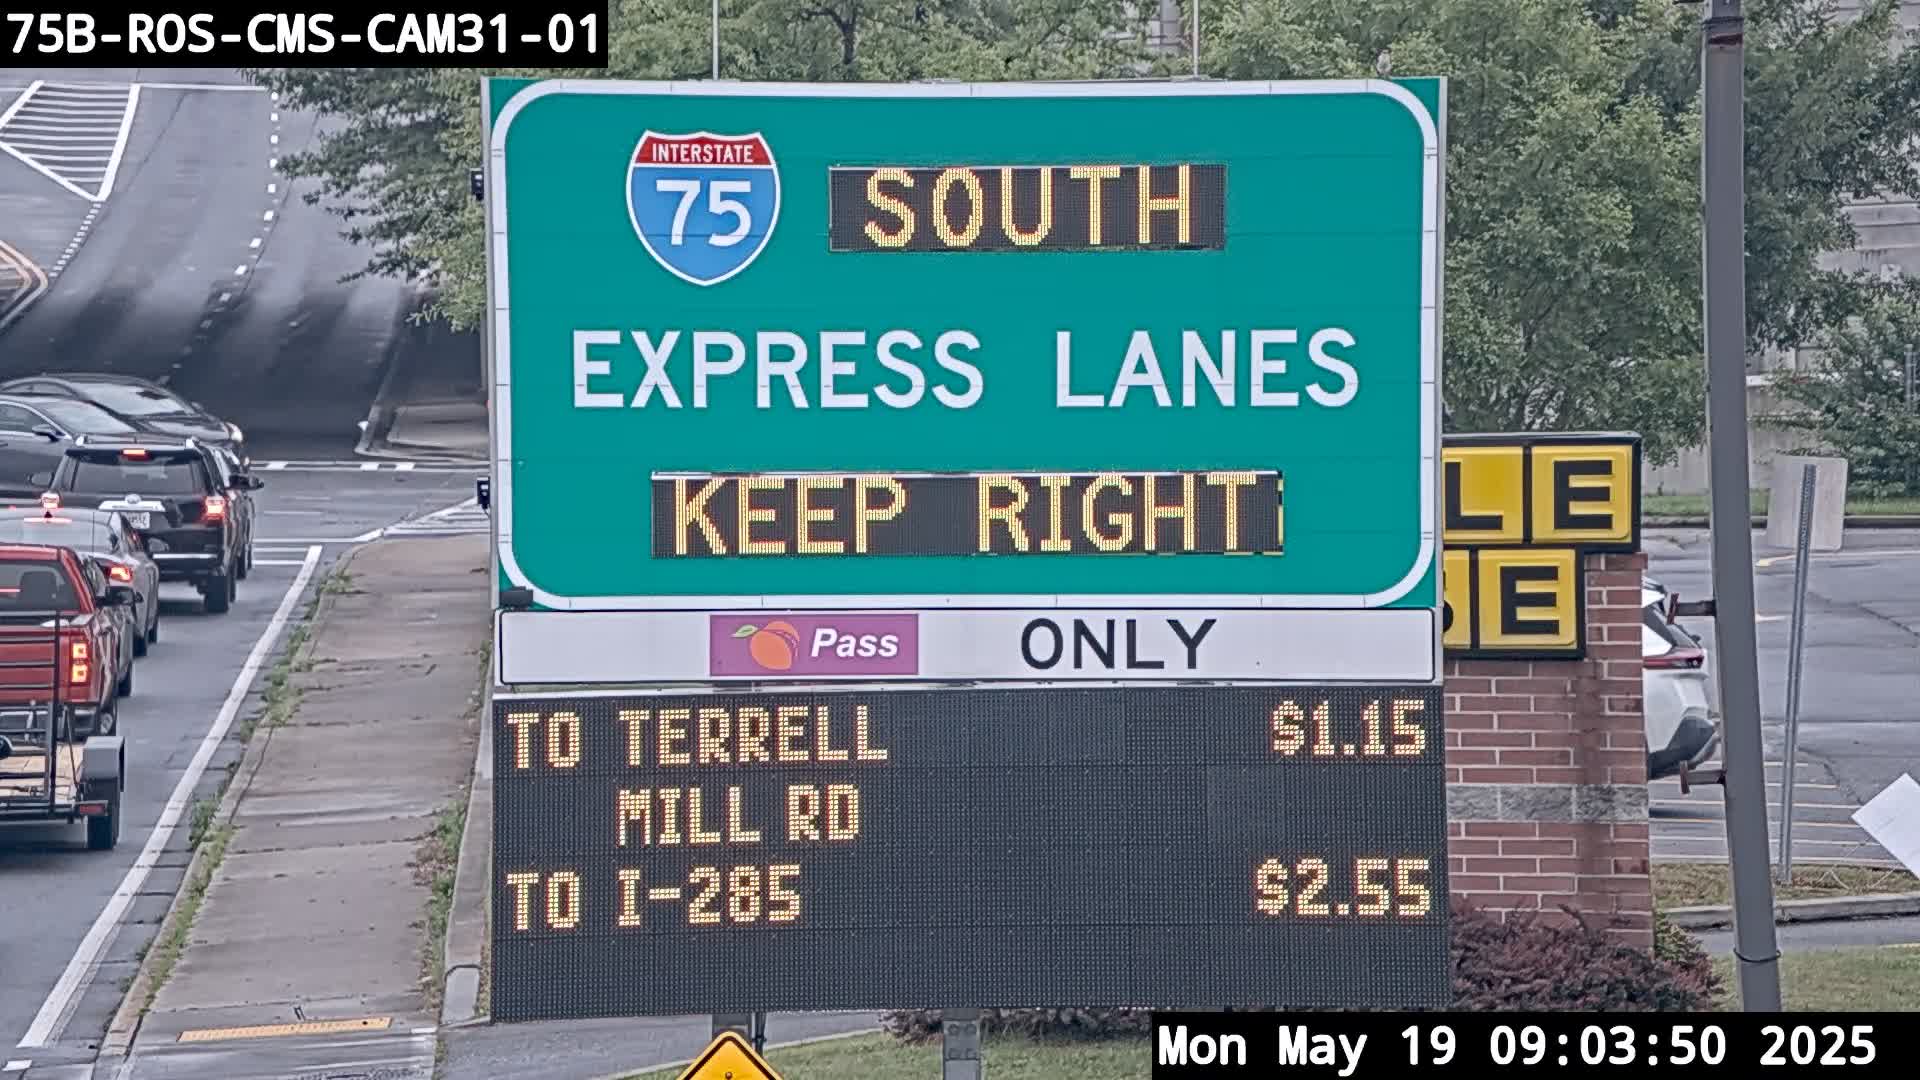 75B-ROS-CMS-CAM31-01
INTERSTATE
75
SOUTH
EXPRESS LANES
KEEP RIGHT
Pass ONLY
TO TERRELL $1.15
MILL RD
TO I-285 $2.55
LE
E
Mon May 19 09:03:50 2025